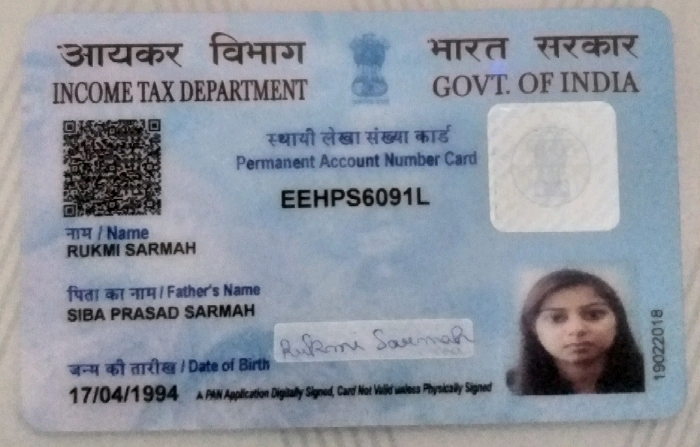 आयकर विभाग
INCOME TAX DEPARTMENT
भारत सरकार
GOVT. OF INDIA
स्थायी लेखा संख्या कार्ड
Permanent Account Number Card
EEHPS6091L
नाम / Name
RUKMI SARMAH
पिता का नाम / Father's Name
SIBA PRASAD SARMAH
Rukmi Sarmah
जन्म की तारीख / Date of Birth
17/04/1994
A PAN Application Digitally Signed, Card Not Valid unless Physically Signed
19022018